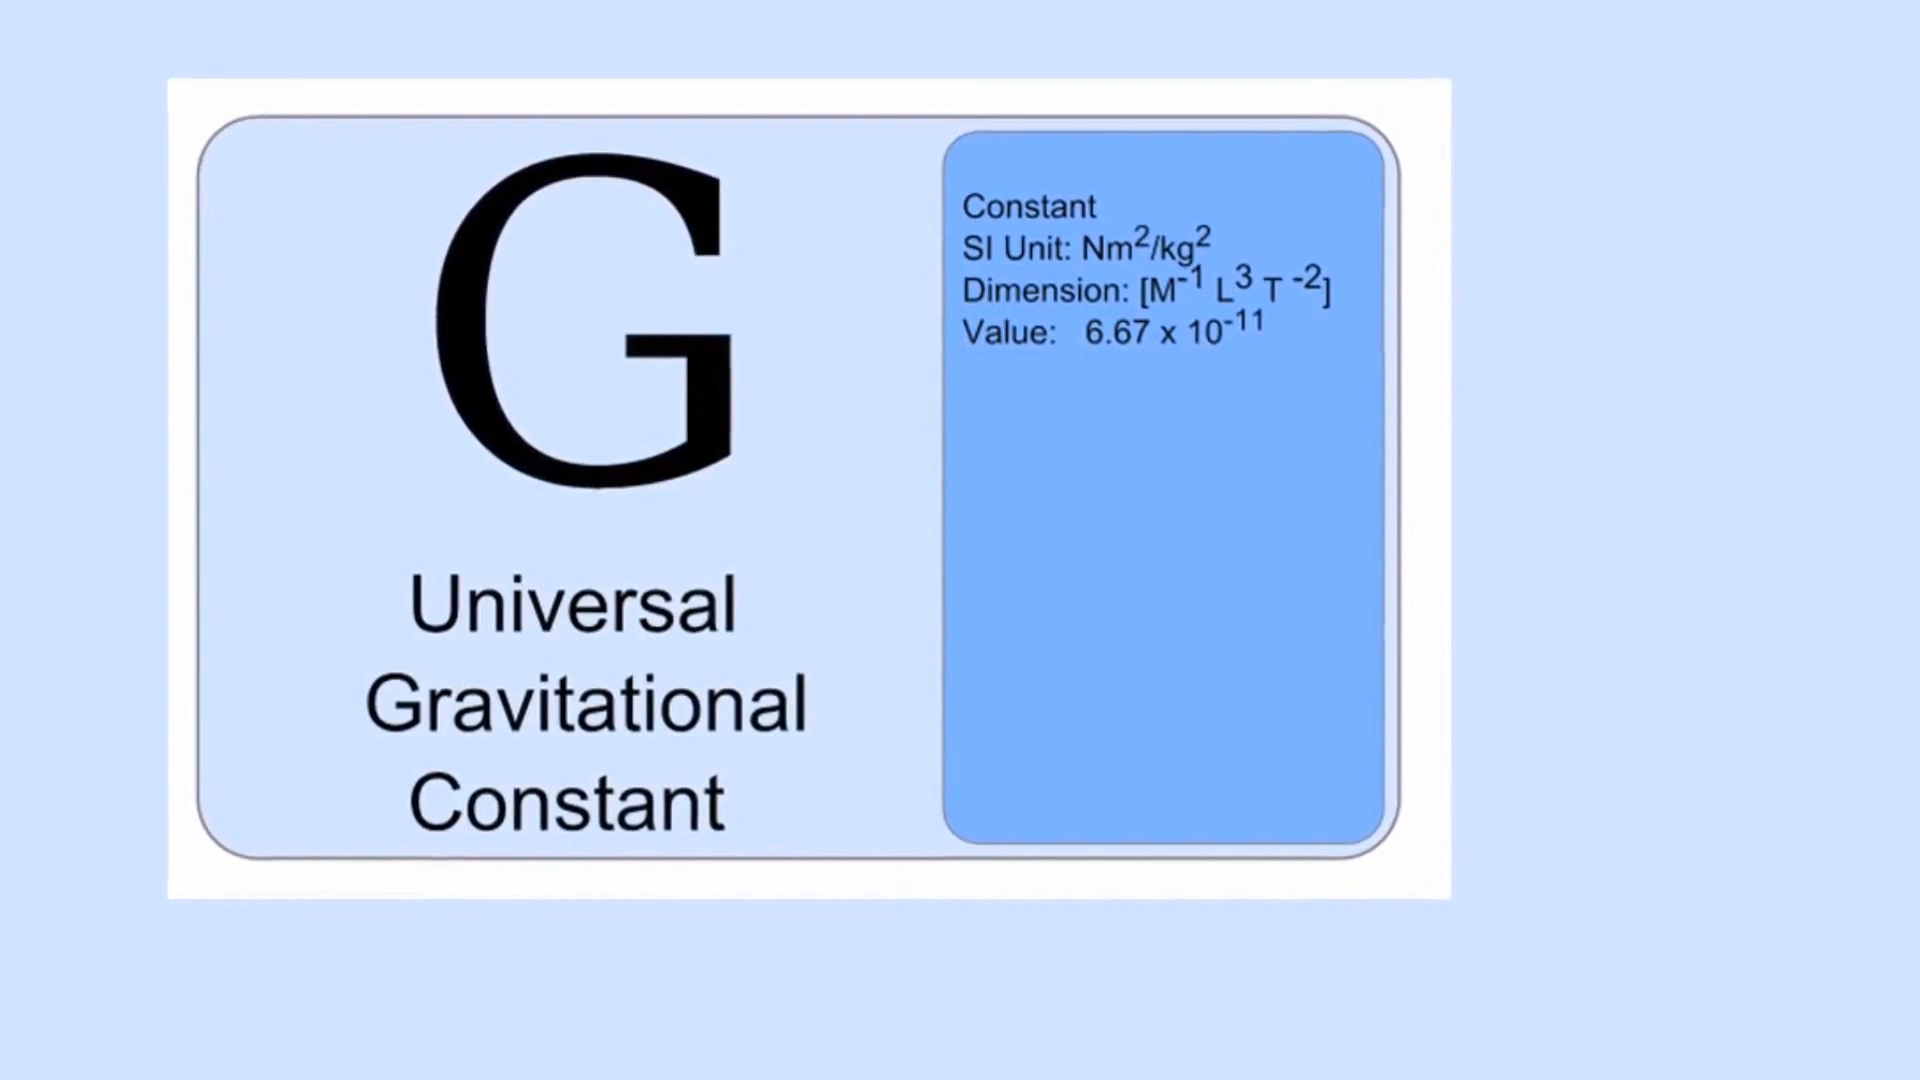 G
Universal
Gravitational
Constant
Constant
SI Unit: Nm²/kg²
Dimension: [M⁻¹ L³ T ⁻²]
Value: 6.67 x 10⁻¹¹